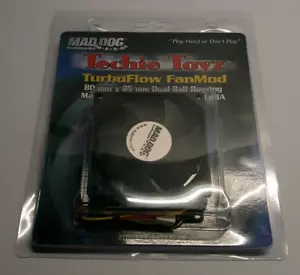 MAD DOG
"Play Hard or Don't Play"
Techie Toyz
TurboFlow FanMod
80 mm x 25 mm Dual Ball Bearing
MAD DOG